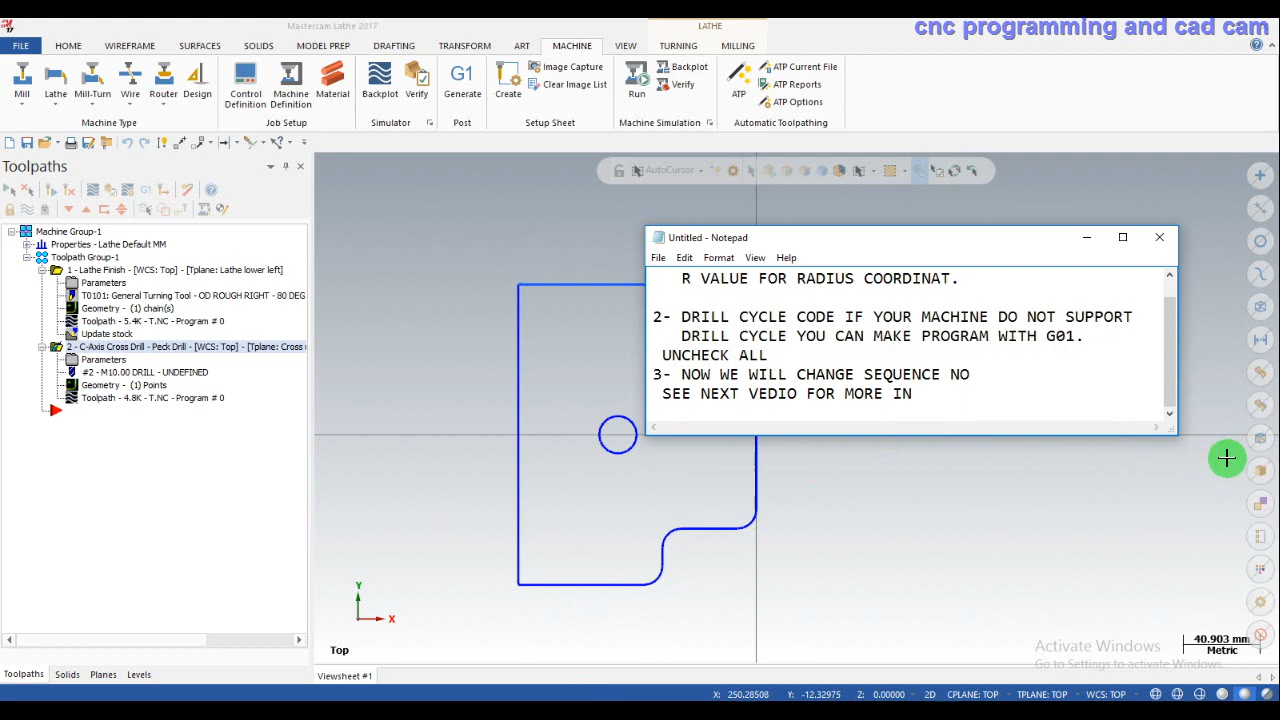 Mastercam Lathe 2017
LATHE
cnc programming and cad cam
FILE HOME WIREFRAME SURFACES SOLIDS MODEL PREP DRAFTING TRANSFORM ART MACHINE VIEW TURNING MILLING
Mill Lathe Mill-Turn Wire Router Design
Control Definition
Machine Definition
Material
Backplot Verify
G1
Generate
Create
Image Capture
Clear Image List
Run
Backplot
Verify
ATP
ATP Current File
ATP Reports
ATP Options
Machine Type Job Setup Simulator Post Setup Sheet Machine Simulation Automatic Toolpathing
Toolpaths
G1
Machine Group-1
Properties - Lathe Default MM
Toolpath Group-1
1 - Lathe Finish - [WCS: Top] - [Tplane: Lathe lower left]
Parameters
T0101: General Turning Tool - OD ROUGH RIGHT - 80 DEG
Geometry - (1) chain(s)
Toolpath - 5.4K - T.NC - Program # 0
Update stock
2 - C-Axis Cross Drill - Peck Drill - [WCS: Top] - [Tplane: Cross
Parameters
#2 - M10.00 DRILL - UNDEFINED
Geometry - (1) Points
Toolpath - 4.8K - T.NC - Program # 0
AutoCursor
Untitled - Notepad
File Edit Format View Help
R VALUE FOR RADIUS COORDINAT.
2- DRILL CYCLE CODE IF YOUR MACHINE DO NOT SUPPORT
DRILL CYCLE YOU CAN MAKE PROGRAM WITH G01.
UNCHECK ALL
3- NOW WE WILL CHANGE SEQUENCE NO
SEE NEXT VEDIO FOR MORE IN
Y
X
Top
Activate Windows
Go to Settings to activate Windows.
40.903 mm
Metric
Toolpaths Solids Planes Levels
Viewsheet #1
X: 250.28508 Y: -12.32975 Z: 0.00000 2D CPLANE: TOP TPLANE: TOP WCS: TOP